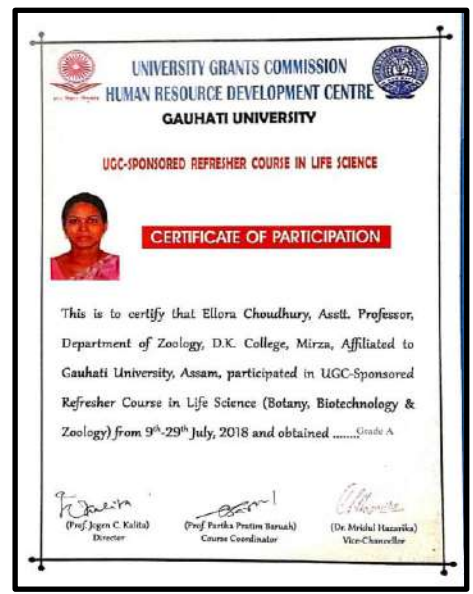 UNIVERSITY GRANTS COMMISSION
HUMAN RESOURCE DEVELOPMENT CENTRE
GAUHATI UNIVERSITY
UGC-SPONSORED REFRESHER COURSE IN LIFE SCIENCE
CERTIFICATE OF PARTICIPATION
This is to certify that Ellora Choudhury, Asstt. Professor,
Department of Zoology, D.K. College, Mirza, Affiliated to
Gauhati University, Assam, participated in UGC-Sponsored
Refresher Course in Life Science (Botany, Biotechnology &
Zoology) from 9th-29th July, 2018 and obtained ........Grade A
(Prof Jogen C. Kalita)
Director
(Prof Partha Pratim Baruah)
Course Coordinator
(Dr. Mridul Hazarika)
Vice-Chancellor